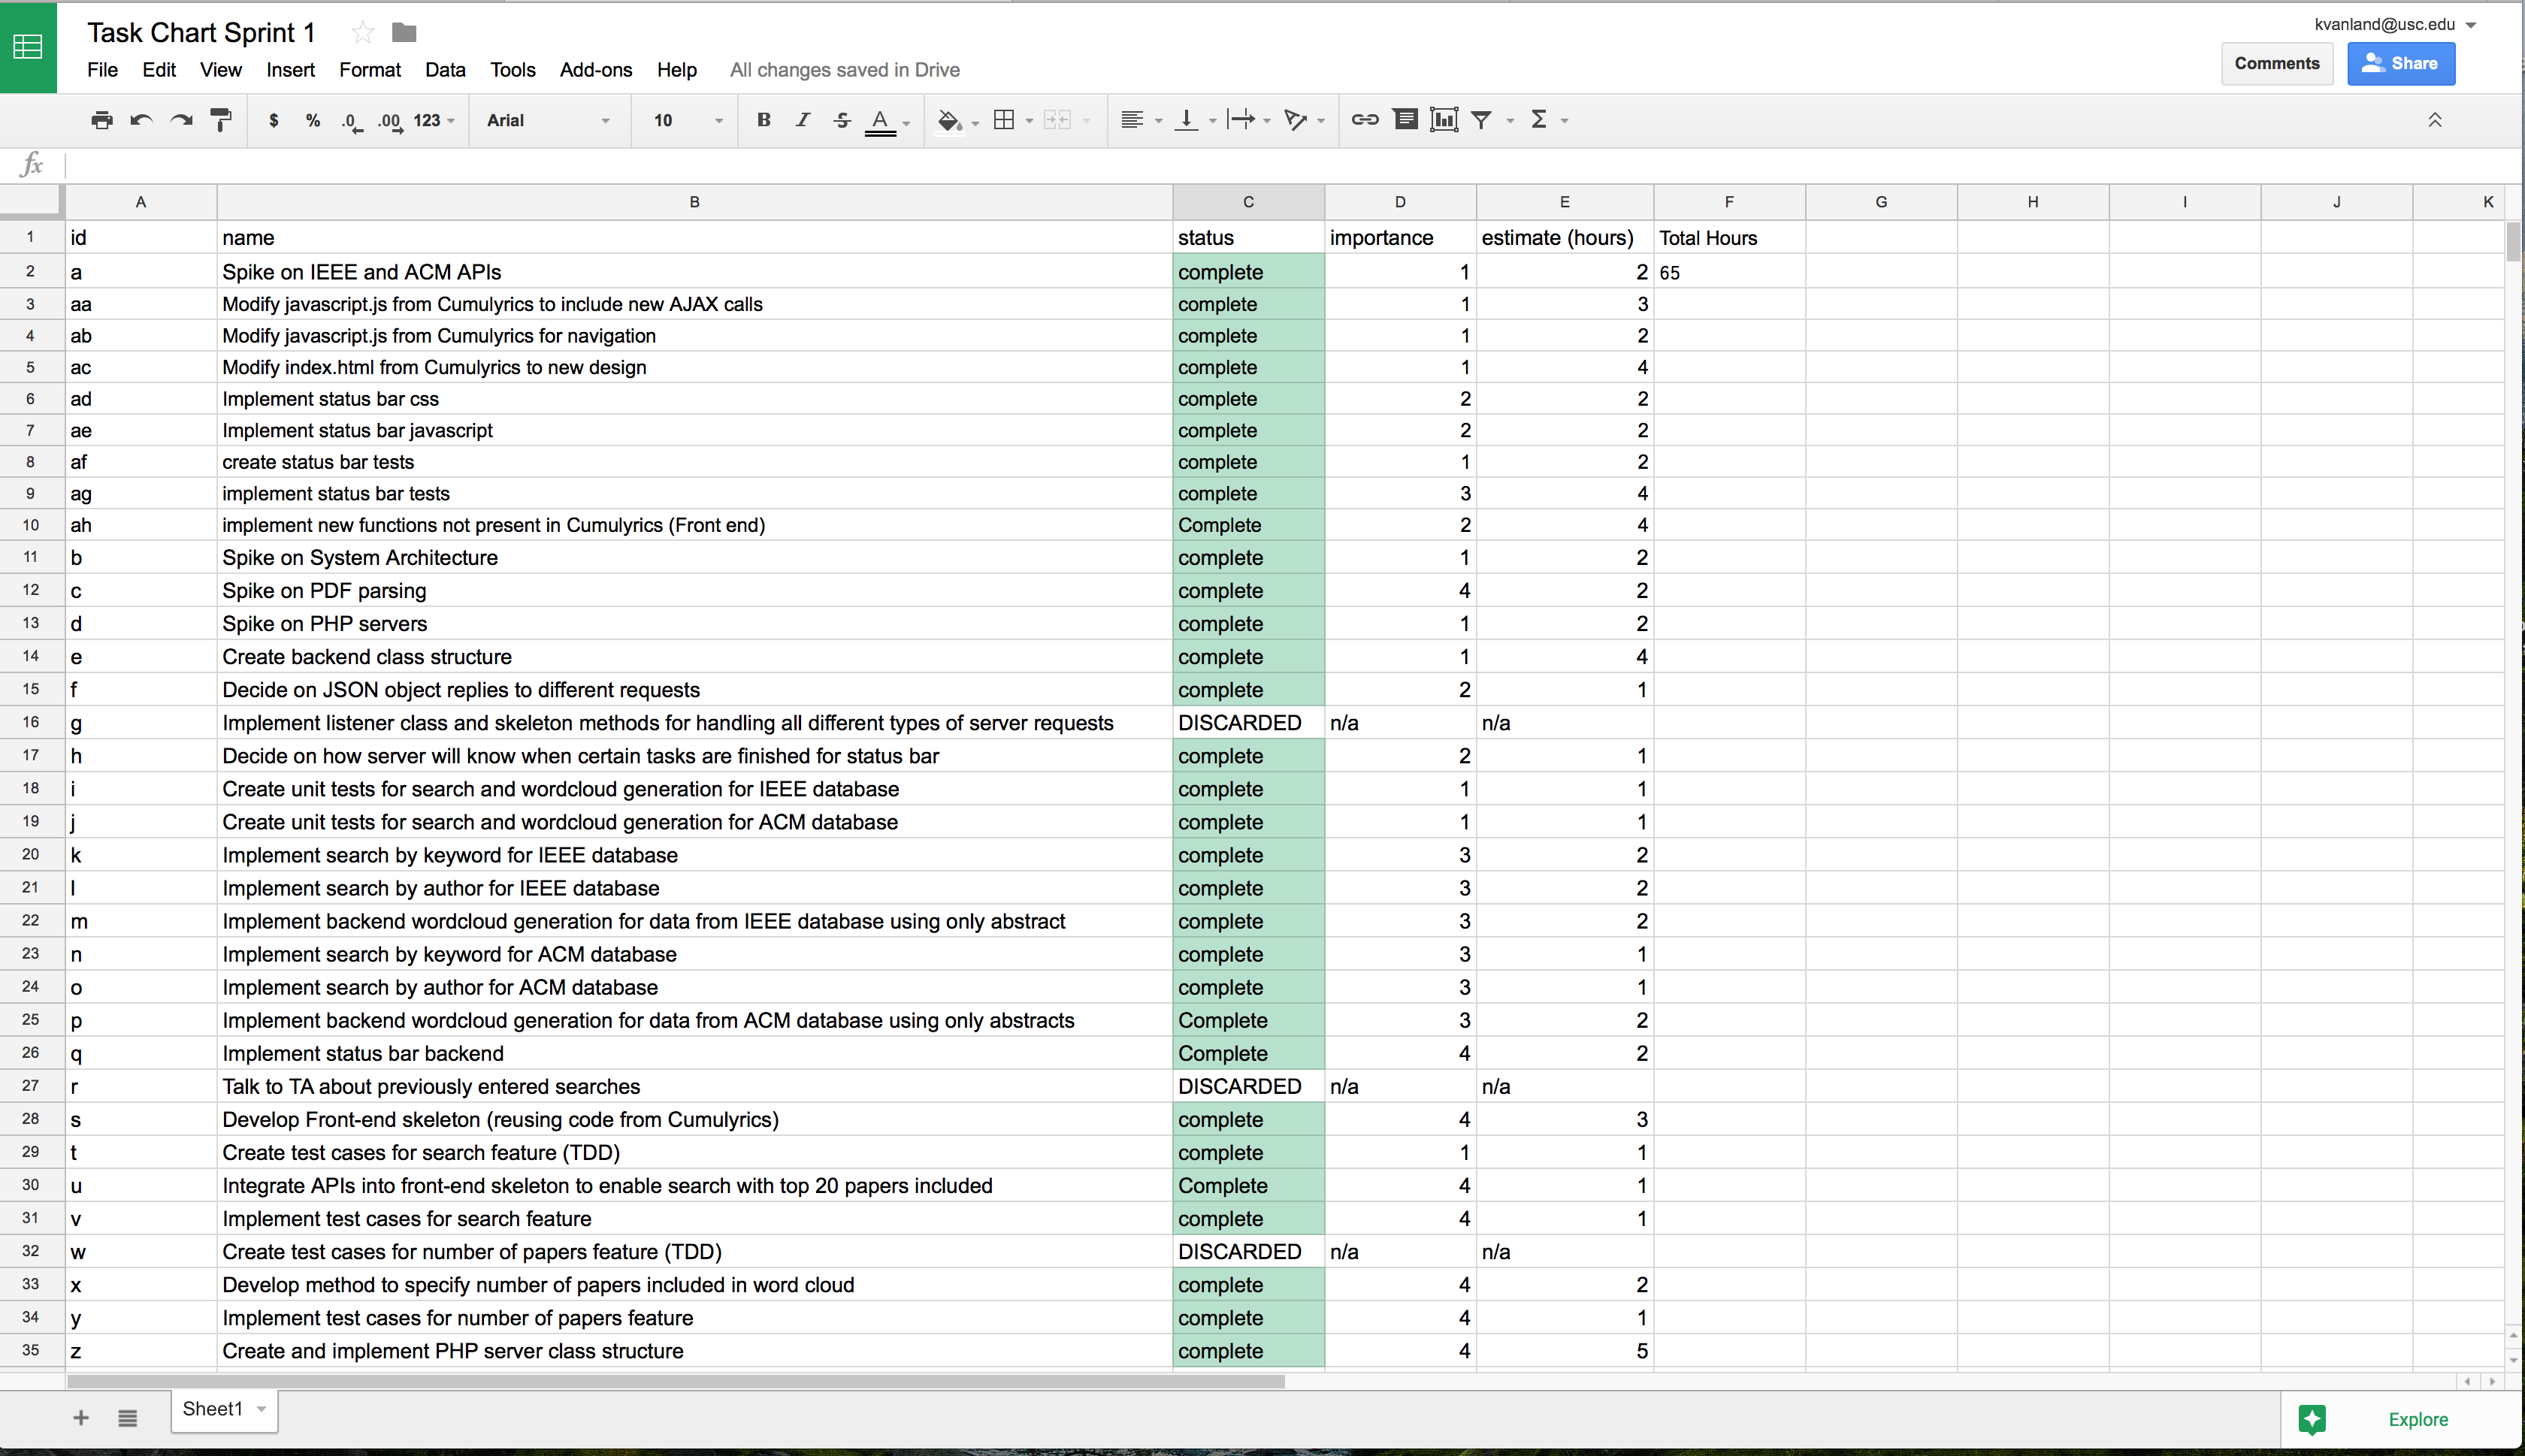 Task Chart Sprint 1
kvanland@usc.edu
File Edit View Insert Format Data Tools Add-ons Help All changes saved in Drive
Comments Share
$ % .0 .00 123 Arial 10 B I S A Σ
fx
A B C D E F G H I J K
1 id name status importance estimate (hours) Total Hours
2 a Spike on IEEE and ACM APIs complete 1 2 65
3 aa Modify javascript.js from Cumulyrics to include new AJAX calls complete 1 3
4 ab Modify javascript.js from Cumulyrics for navigation complete 1 2
5 ac Modify index.html from Cumulyrics to new design complete 1 4
6 ad Implement status bar css complete 2 2
7 ae Implement status bar javascript complete 2 2
8 af create status bar tests complete 1 2
9 ag implement status bar tests complete 3 4
10 ah implement new functions not present in Cumulyrics (Front end) Complete 2 4
11 b Spike on System Architecture complete 1 2
12 c Spike on PDF parsing complete 4 2
13 d Spike on PHP servers complete 1 2
14 e Create backend class structure complete 1 4
15 f Decide on JSON object replies to different requests complete 2 1
16 g Implement listener class and skeleton methods for handling all different types of server requests DISCARDED n/a n/a
17 h Decide on how server will know when certain tasks are finished for status bar complete 2 1
18 i Create unit tests for search and wordcloud generation for IEEE database complete 1 1
19 j Create unit tests for search and wordcloud generation for ACM database complete 1 1
20 k Implement search by keyword for IEEE database complete 3 2
21 l Implement search by author for IEEE database complete 3 2
22 m Implement backend wordcloud generation for data from IEEE database using only abstract complete 3 2
23 n Implement search by keyword for ACM database complete 3 1
24 o Implement search by author for ACM database complete 3 1
25 p Implement backend wordcloud generation for data from ACM database using only abstracts Complete 3 2
26 q Implement status bar backend Complete 4 2
27 r Talk to TA about previously entered searches DISCARDED n/a n/a
28 s Develop Front-end skeleton (reusing code from Cumulyrics) complete 4 3
29 t Create test cases for search feature (TDD) complete 1 1
30 u Integrate APIs into front-end skeleton to enable search with top 20 papers included Complete 4 1
31 v Implement test cases for search feature complete 4 1
32 w Create test cases for number of papers feature (TDD) DISCARDED n/a n/a
33 x Develop method to specify number of papers included in word cloud complete 4 2
34 y Implement test cases for number of papers feature complete 4 1
35 z Create and implement PHP server class structure complete 4 5
Sheet1
Explore